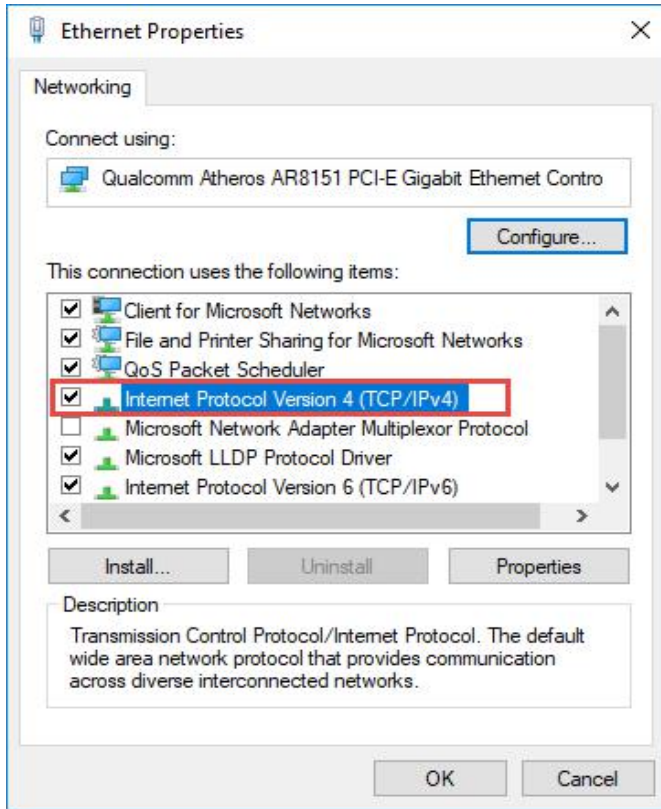 Ethernet Properties
Networking
Connect using:
Qualcomm Atheros AR8151 PCI-E Gigabit Ethernet Contro
Configure...
This connection uses the following items:
Client for Microsoft Networks
File and Printer Sharing for Microsoft Networks
QoS Packet Scheduler
Internet Protocol Version 4 (TCP/IPv4)
Microsoft Network Adapter Multiplexor Protocol
Microsoft LLDP Protocol Driver
Internet Protocol Version 6 (TCP/IPv6)
Install... Uninstall Properties
Description
Transmission Control Protocol/Internet Protocol. The default
wide area network protocol that provides communication
across diverse interconnected networks.
OK Cancel